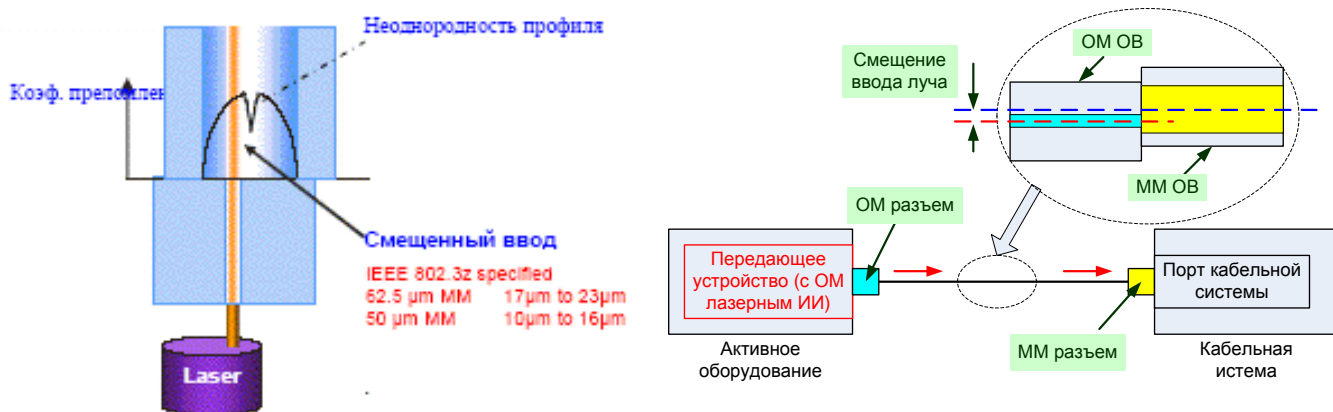 Неоднородность профиля
Коэф. преломлен
Смещенный ввод
IEEE 802.3z specified
62.5 µm MM 17µm to 23µm
50 µm MM 10µm to 16µm
Laser
ОМ ОВ
Смещение
ввода луча
ММ ОВ
ОМ разъем
Передающее
устройство (с ОМ
лазерным ИИ)
Порт кабельной
системы
ММ разъем
Активное
оборудование
Кабельная
истема